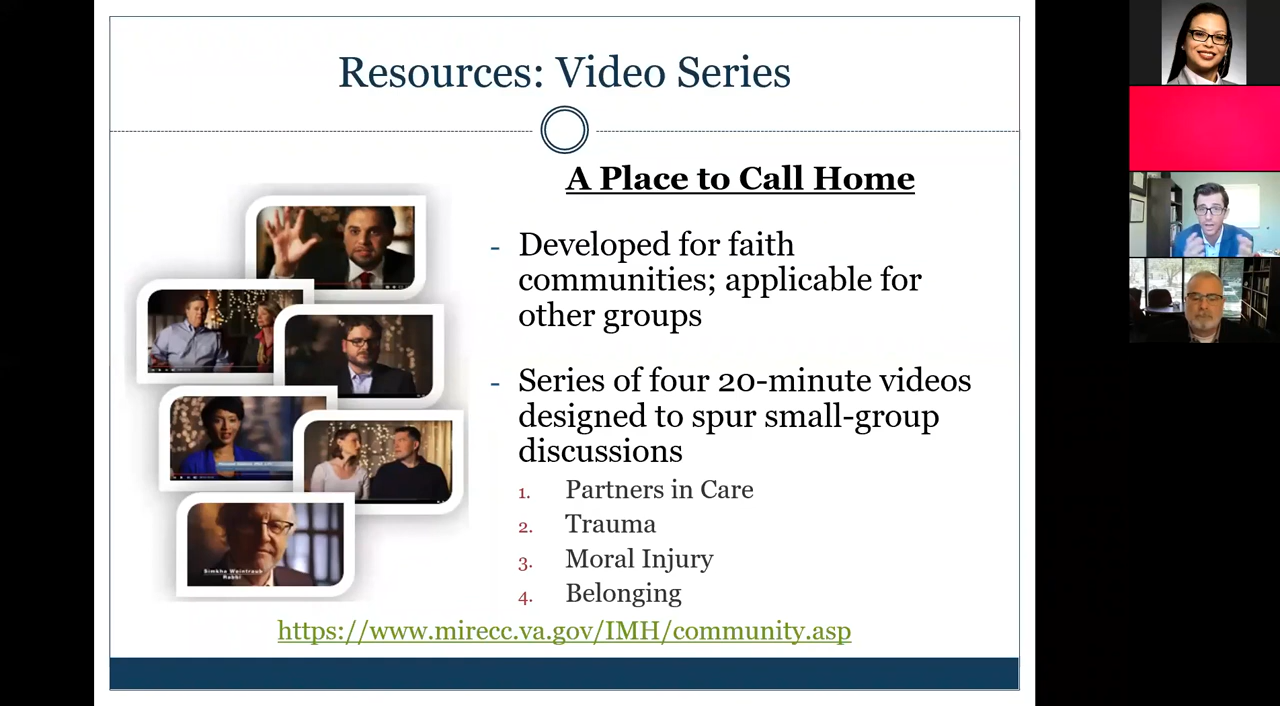 Resources: Video Series
A Place to Call Home
- Developed for faith
communities; applicable for
other groups
- Series of four 20-minute videos
designed to spur small-group
discussions
1. Partners in Care
2. Trauma
3. Moral Injury
4. Belonging
Simkha Weintraub
Rabbi
https://www.mirecc.va.gov/IMH/community.asp